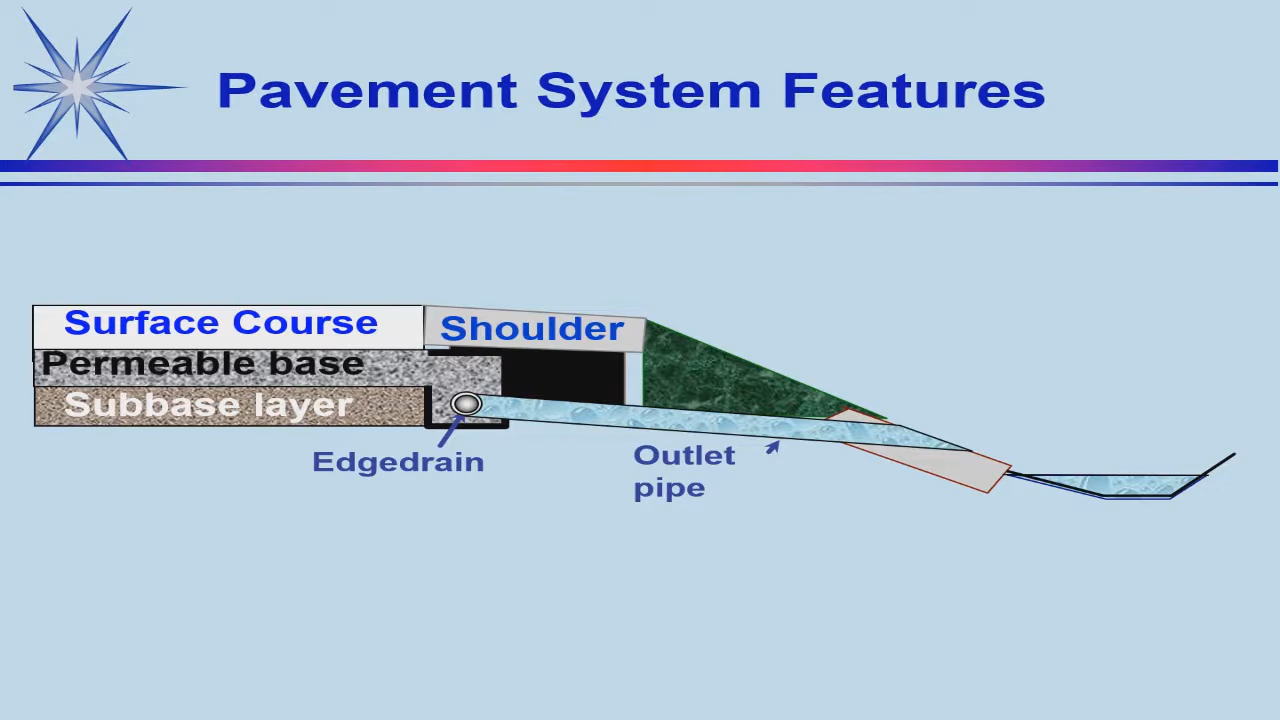 Pavement System Features
Surface Course
Shoulder
Permeable base
Subbase layer
Edgedrain
Outlet
pipe